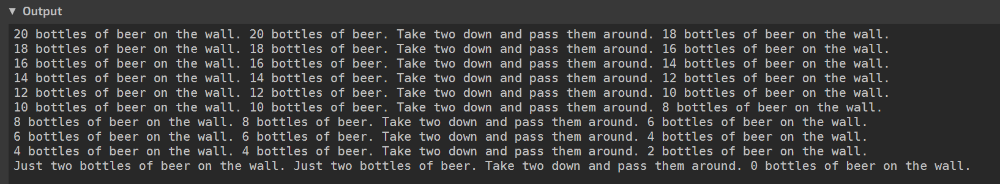 ▼ Output
20 bottles of beer on the wall. 20 bottles of beer. Take two down and pass them around. 18 bottles of beer on the wall.
18 bottles of beer on the wall. 18 bottles of beer. Take two down and pass them around. 16 bottles of beer on the wall.
16 bottles of beer on the wall. 16 bottles of beer. Take two down and pass them around. 14 bottles of beer on the wall.
14 bottles of beer on the wall. 14 bottles of beer. Take two down and pass them around. 12 bottles of beer on the wall.
12 bottles of beer on the wall. 12 bottles of beer. Take two down and pass them around. 10 bottles of beer on the wall.
10 bottles of beer on the wall. 10 bottles of beer. Take two down and pass them around. 8 bottles of beer on the wall.
8 bottles of beer on the wall. 8 bottles of beer. Take two down and pass them around. 6 bottles of beer on the wall.
6 bottles of beer on the wall. 6 bottles of beer. Take two down and pass them around. 4 bottles of beer on the wall.
4 bottles of beer on the wall. 4 bottles of beer. Take two down and pass them around. 2 bottles of beer on the wall.
Just two bottles of beer on the wall. Just two bottles of beer. Take two down and pass them around. 0 bottles of beer on the wall.